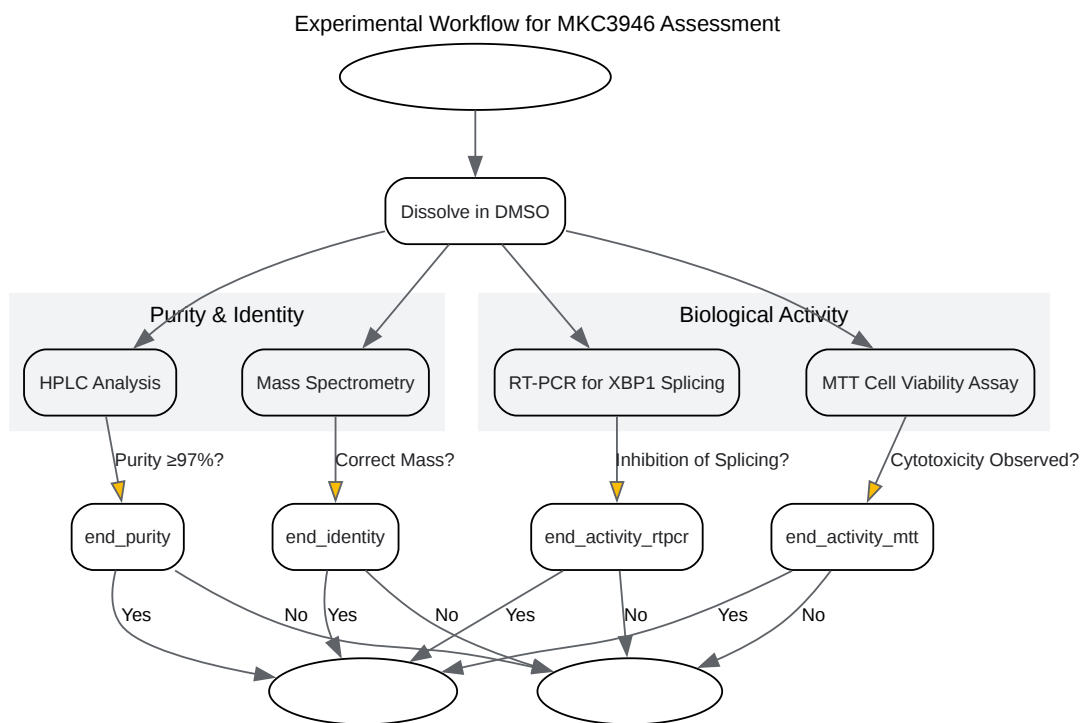 Experimental Workflow for MKC3946 Assessment
Dissolve in DMSO
Purity & Identity
Biological Activity
HPLC Analysis
Mass Spectrometry
RT-PCR for XBP1 Splicing
MTT Cell Viability Assay
Purity ≥97%?
Correct Mass?
Inhibition of Splicing?
Cytotoxicity Observed?
end_purity
end_identity
end_activity_rtpcr
end_activity_mtt
Yes
No
Yes
No
Yes
No
Yes
No